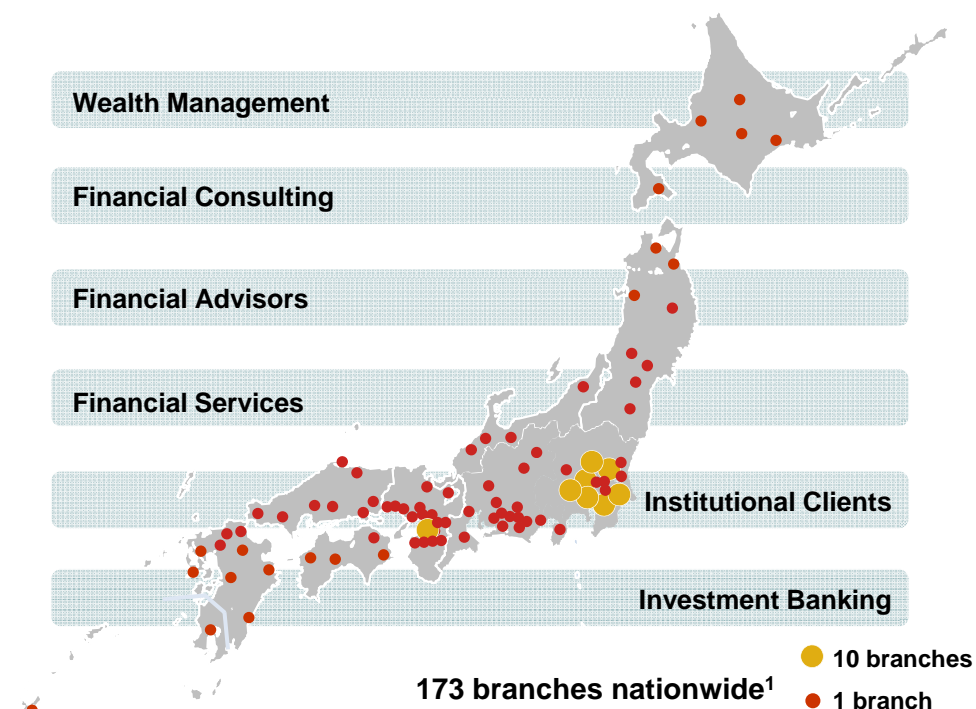 Wealth Management
Financial Consulting
Financial Advisors
Financial Services
Institutional Clients
Investment Banking
10 branches
173 branches nationwide¹
1 branch